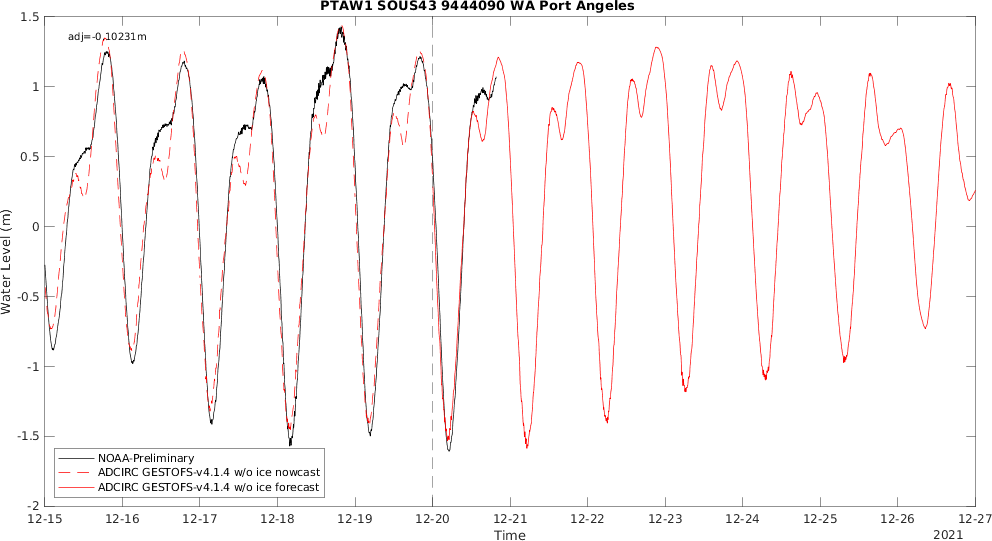 PTAW1 SOUS43 9444090 WA Port Angeles
adj=-0.10231m
1.5
1
0.5
0
-0.5
-1
-1.5
-2
Water Level (m)
NOAA-Preliminary
ADCIRC GESTOFS-v4.1.4 w/o ice nowcast
ADCIRC GESTOFS-v4.1.4 w/o ice forecast
12-15 12-16 12-17 12-18 12-19 12-20 12-21 12-22 12-23 12-24 12-25 12-26 12-27
Time
2021